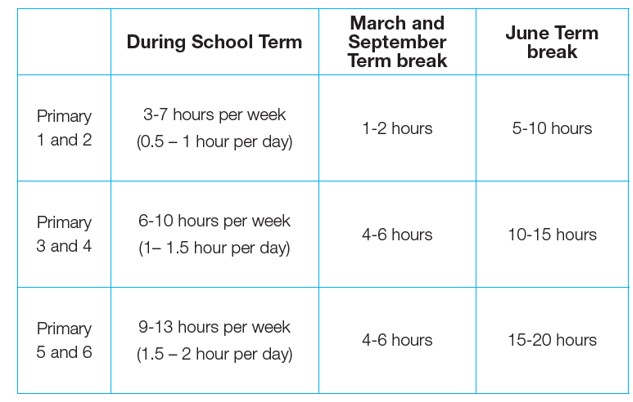 During School Term
March and
September
Term break
June Term
break
Primary
1 and 2
3-7 hours per week
(0.5 – 1 hour per day)
1-2 hours
5-10 hours
Primary
3 and 4
6-10 hours per week
(1– 1.5 hour per day)
4-6 hours
10-15 hours
Primary
5 and 6
9-13 hours per week
(1.5 – 2 hour per day)
4-6 hours
15-20 hours